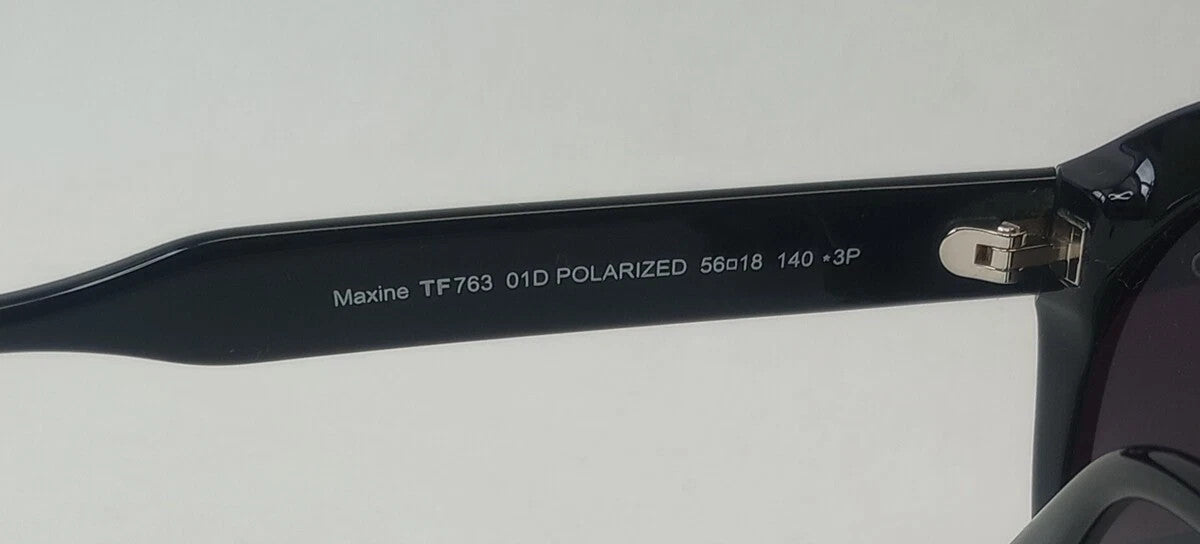 Maxine TF763 01D POLARIZED 56□18 140 *3P